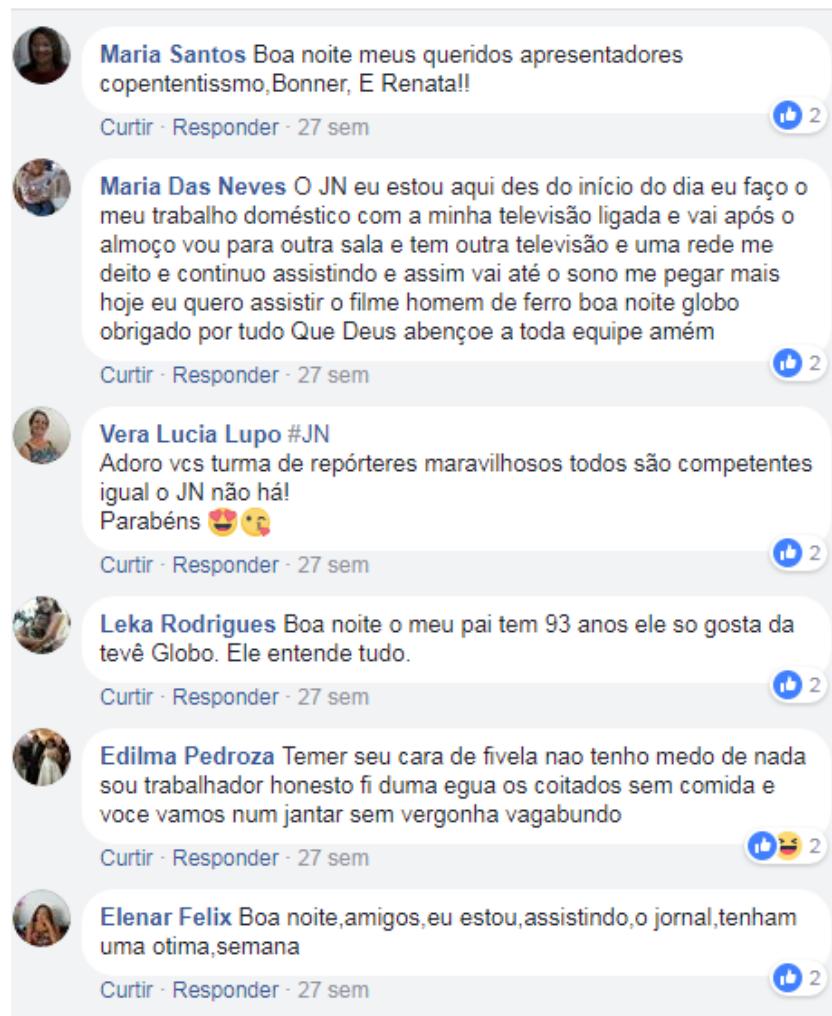 Maria Santos Boa noite meus queridos apresentadores
copententissmo,Bonner, E Renata!!
2
Curtir · Responder · 27 sem
Maria Das Neves O JN eu estou aqui des do início do dia eu faço o
meu trabalho doméstico com a minha televisão ligada e vai após o
almoço vou para outra sala e tem outra televisão e uma rede me
deito e continuo assistindo e assim vai até o sono me pegar mais
hoje eu quero assistir o filme homem de ferro boa noite globo
obrigado por tudo Que Deus abençoe a toda equipe amém
2
Curtir · Responder · 27 sem
Vera Lucia Lupo #JN
Adoro vcs turma de repórteres maravilhosos todos são competentes
igual o JN não há!
Parabéns 😍😘
2
Curtir · Responder · 27 sem
Leka Rodrigues Boa noite o meu pai tem 93 anos ele so gosta da
tevê Globo. Ele entende tudo.
2
Curtir · Responder · 27 sem
Edilma Pedroza Temer seu cara de fivela nao tenho medo de nada
sou trabalhador honesto fi duma egua os coitados sem comida e
voce vamos num jantar sem vergonha vagabundo
2
Curtir · Responder · 27 sem
Elenar Felix Boa noite,amigos,eu estou,assistindo,o jornal,tenham
uma otima,semana
2
Curtir · Responder · 27 sem